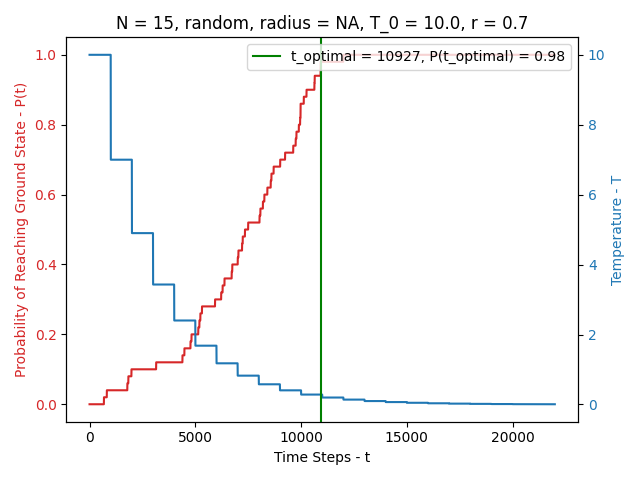 N = 15, random, radius = NA, T_0 = 10.0, r = 0.7
t_optimal = 10927, P(t_optimal) = 0.98
Probability of Reaching Ground State - P(t)
1.0
0.8
0.6
0.4
0.2
0.0
10
8
6
4
2
0
Temperature - T
0 5000 10000 15000 20000
Time Steps - t